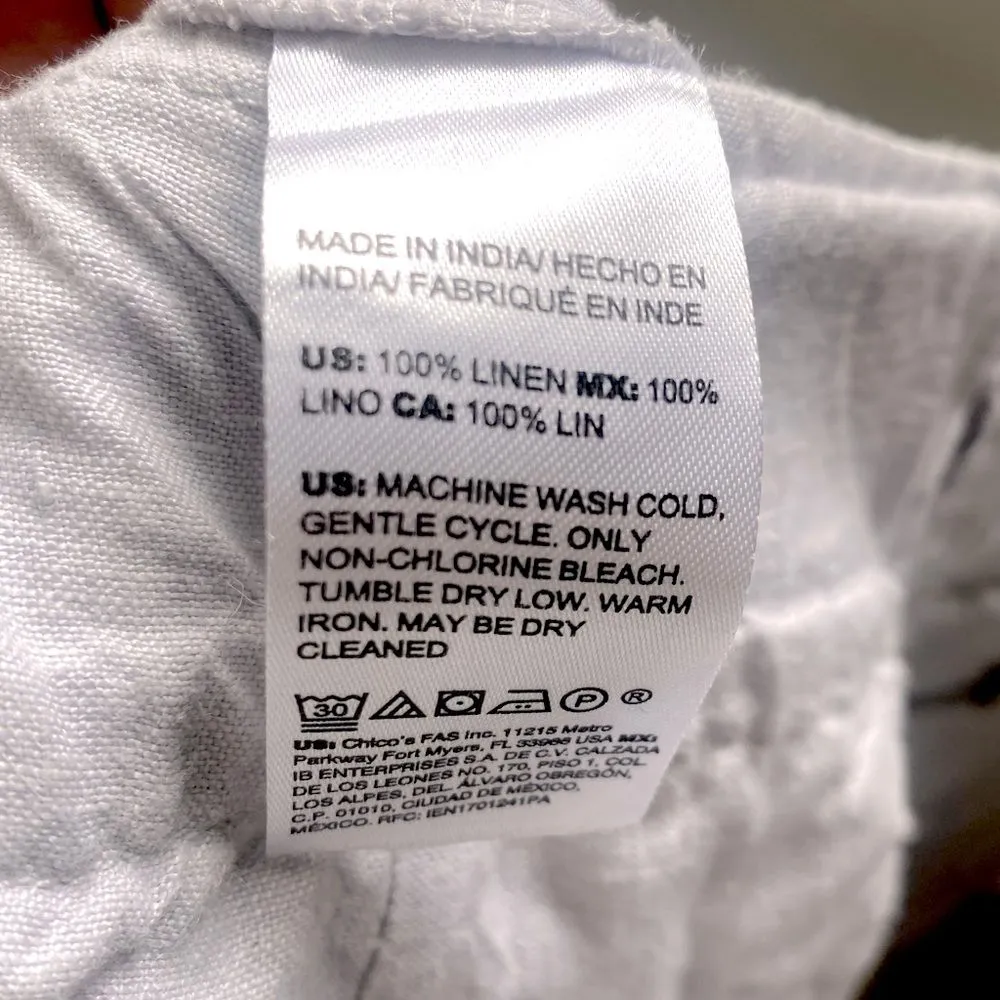 MADE IN INDIA/ HECHO EN
INDIA/ FABRIQUÉ EN INDE
US: 100% LINEN MX: 100%
LINO CA: 100% LIN
US: MACHINE WASH COLD,
GENTLE CYCLE. ONLY
NON-CHLORINE BLEACH.
TUMBLE DRY LOW. WARM
IRON. MAY BE DRY
CLEANED
30 P ®
US: Chico's FAS Inc. 11215 Metro
Parkway Fort Myers, FL 33966 USA MX:
IB ENTERPRISES S.A. DE C.V. CALZADA
DE LOS LEONES NO. 170, PISO 1, COL.
LOS ALPES, DEL. ÁLVARO OBREGÓN,
C.P. 01010, CIUDAD DE MÉXICO,
MÉXICO. RFC: IEN1701241PA